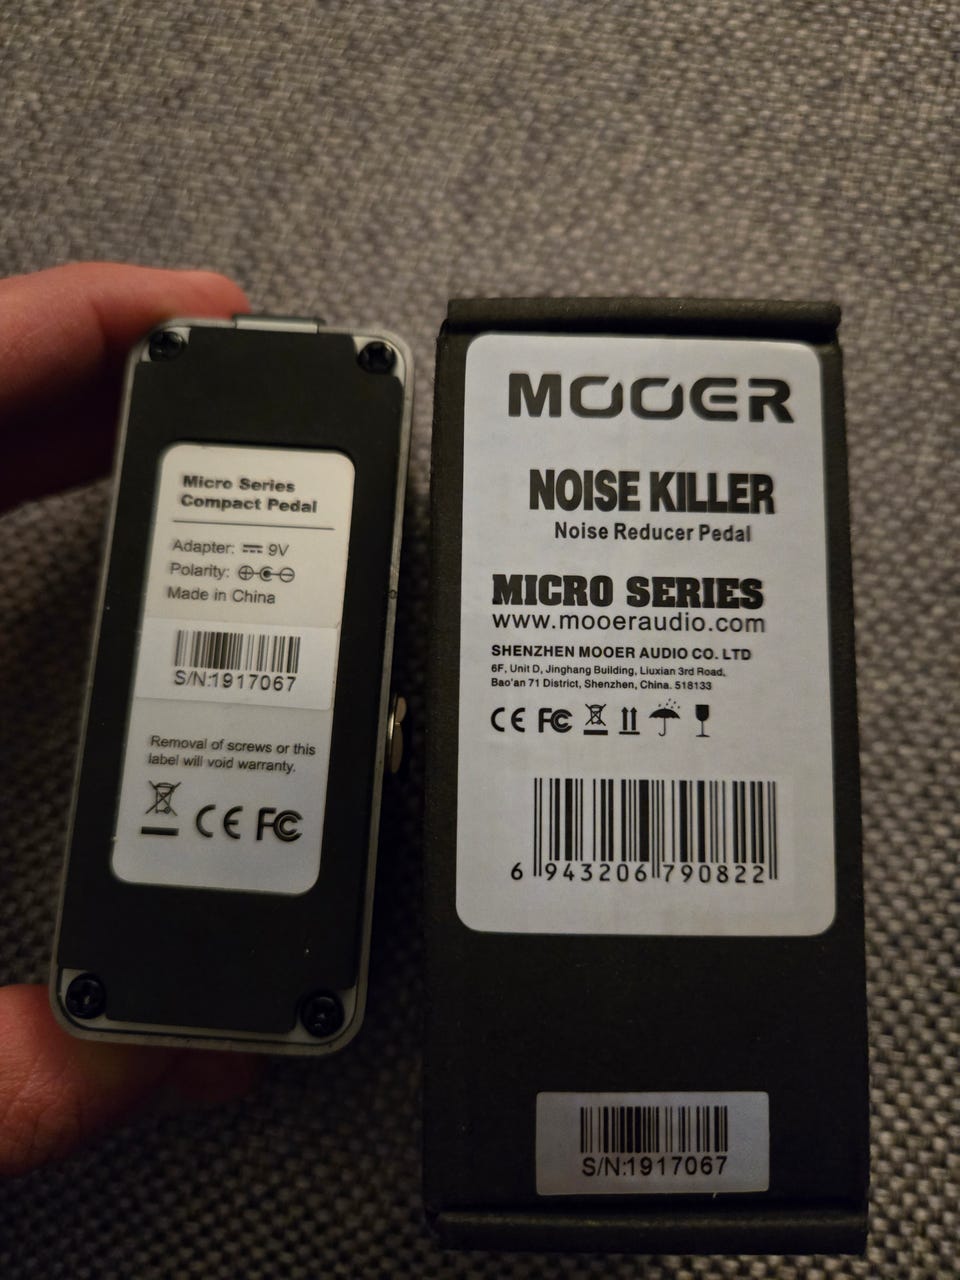 Micro Series
Compact Pedal
Adapter: 9V
Polarity:
Made in China
S/N:1917067
Removal of screws or this
label will void warranty.
CE FC
MOOER
NOISE KILLER
Noise Reducer Pedal
MICRO SERIES
www.mooeraudio.com
SHENZHEN MOOER AUDIO CO. LTD
6F, Unit D, Jinghang Building, Liuxian 3rd Road,
Bao'an 71 District, Shenzhen, China. 518133
CE FC
6 943206 790822
S/N:1917067